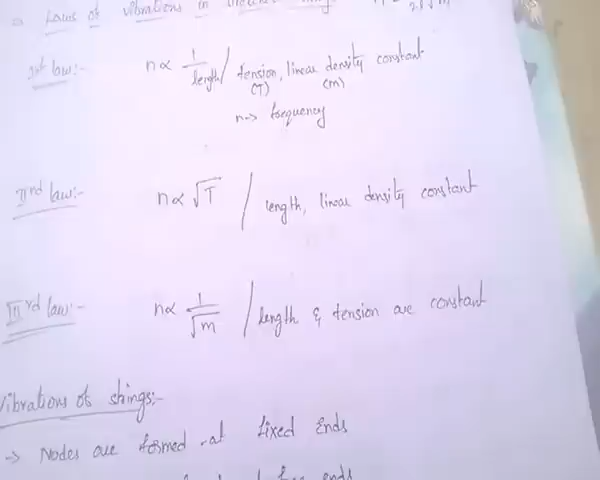 Laws of vibrations in
Ist law:- n ∝ 1/length / tension, linear density constant
(T) (m)
n → frequency
IInd law:- n ∝ √T / length, linear density constant
IIIrd law:- n ∝ 1/√m / length & tension are constant
Vibrations of strings:-
→ Nodes are formed at fixed Ends
ends